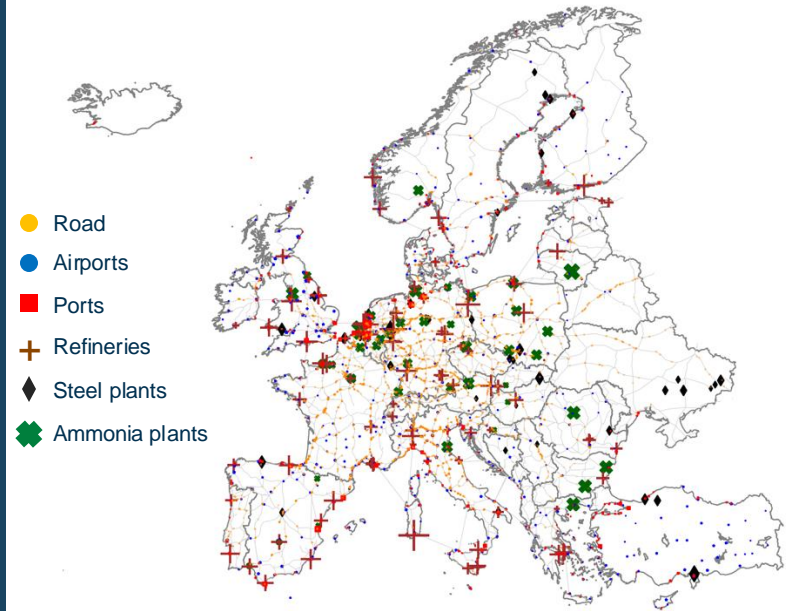 Road
Airports
Ports
Refineries
Steel plants
Ammonia plants